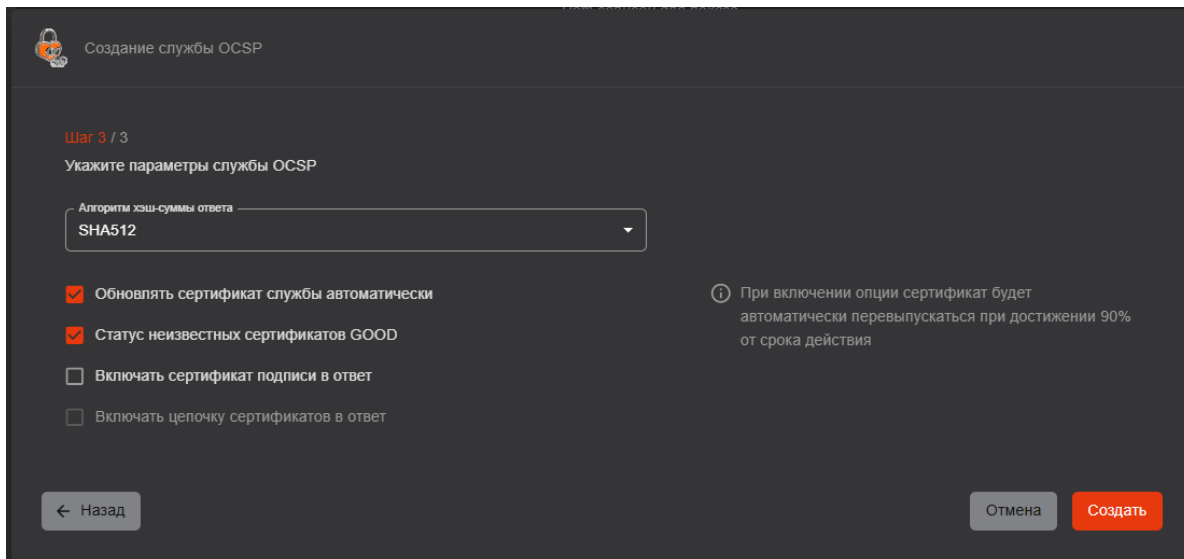 Создание службы OCSP
Шаг 3 / 3
Укажите параметры службы OCSP
Алгоритм хэш-суммы ответа
SHA512
Обновлять сертификат службы автоматически
Статус неизвестных сертификатов GOOD
Включать сертификат подписи в ответ
Включать цепочку сертификатов в ответ
При включении опции сертификат будет
автоматически перевыпускаться при достижении 90%
от срока действия
Назад
Отмена
Создать